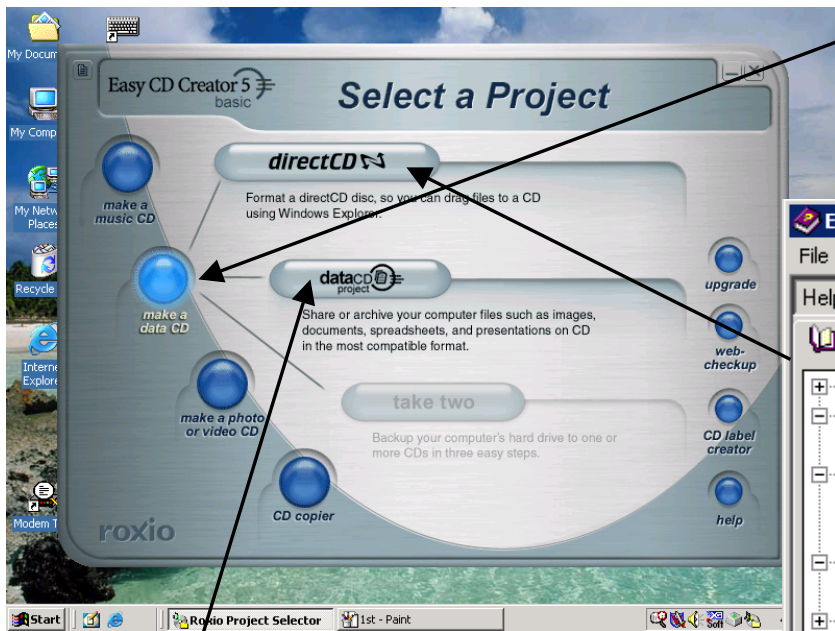 My Docum
My Comp
My Netw
Places
Recycle
Interne
Explore
Modem T
Easy CD Creator 5
basic
Select a Project
make a
music CD
directCD
Format a directCD disc, so you can drag files to a CD
using Windows Explorer.
make a
data CD
datacD
project
Share or archive your computer files such as images,
documents, spreadsheets, and presentations on CD
in the most compatible format.
make a photo
or video CD
take two
Backup your computer's hard drive to one or
more CDs in three easy steps.
CD copier
upgrade
web-
checkup
CD label
creator
help
roxio
E
File
Help
Start
Roxio Project Selector
1st - Paint
Soft